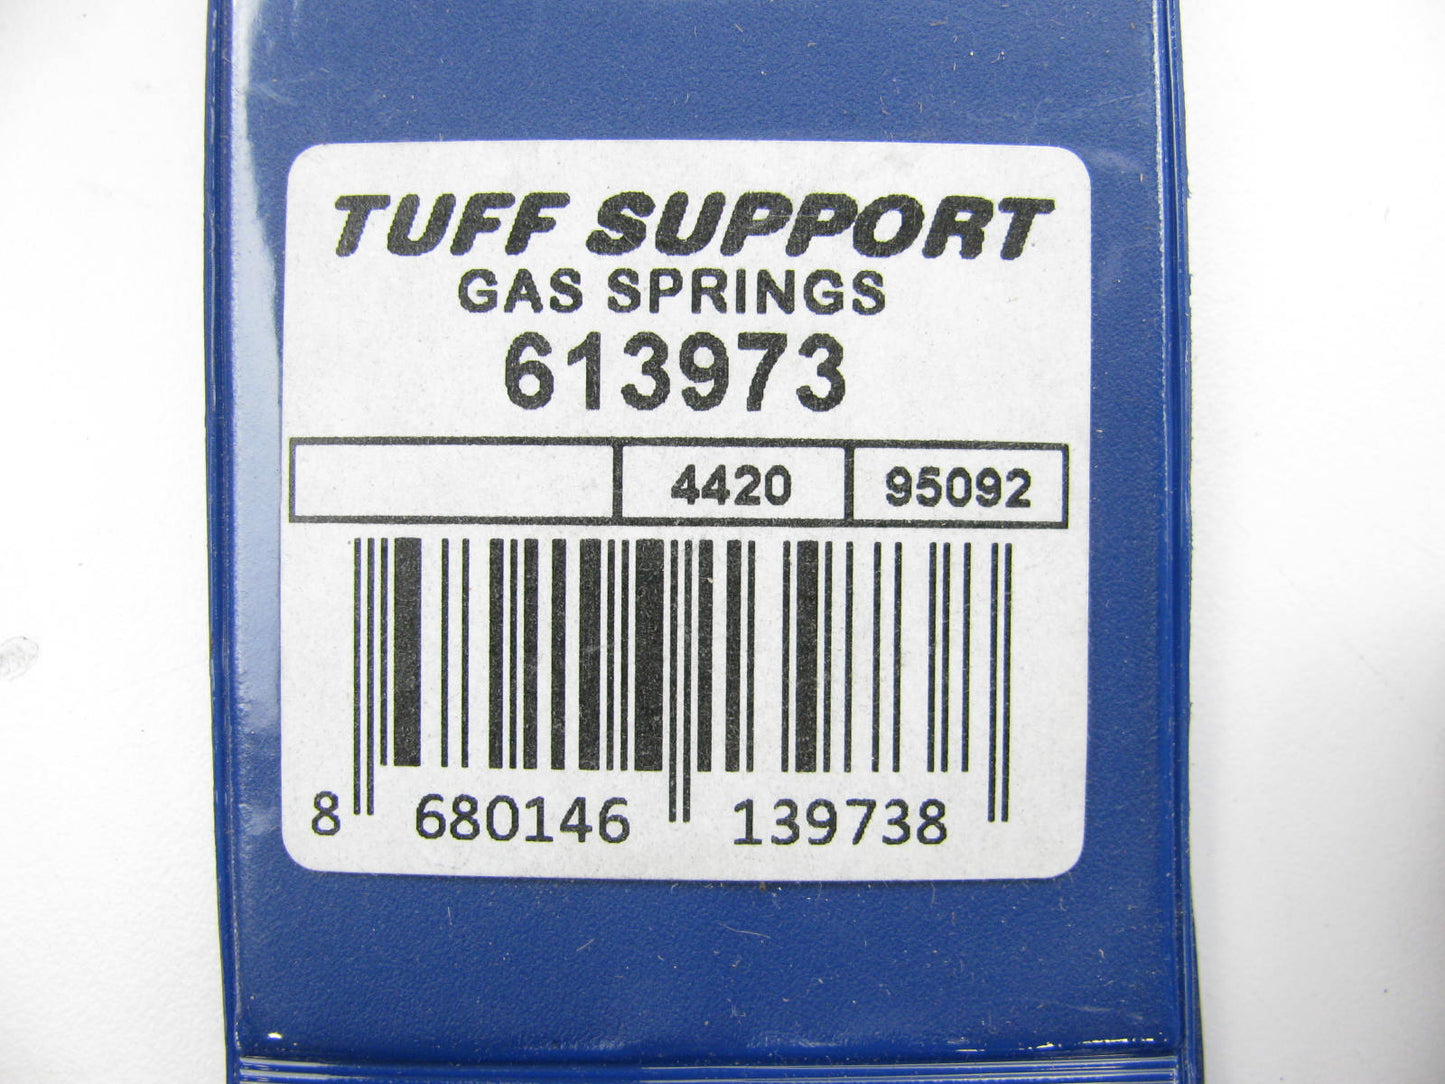 TUFF SUPPORT
GAS SPRINGS
613973
4420 95092
8 680146 139738